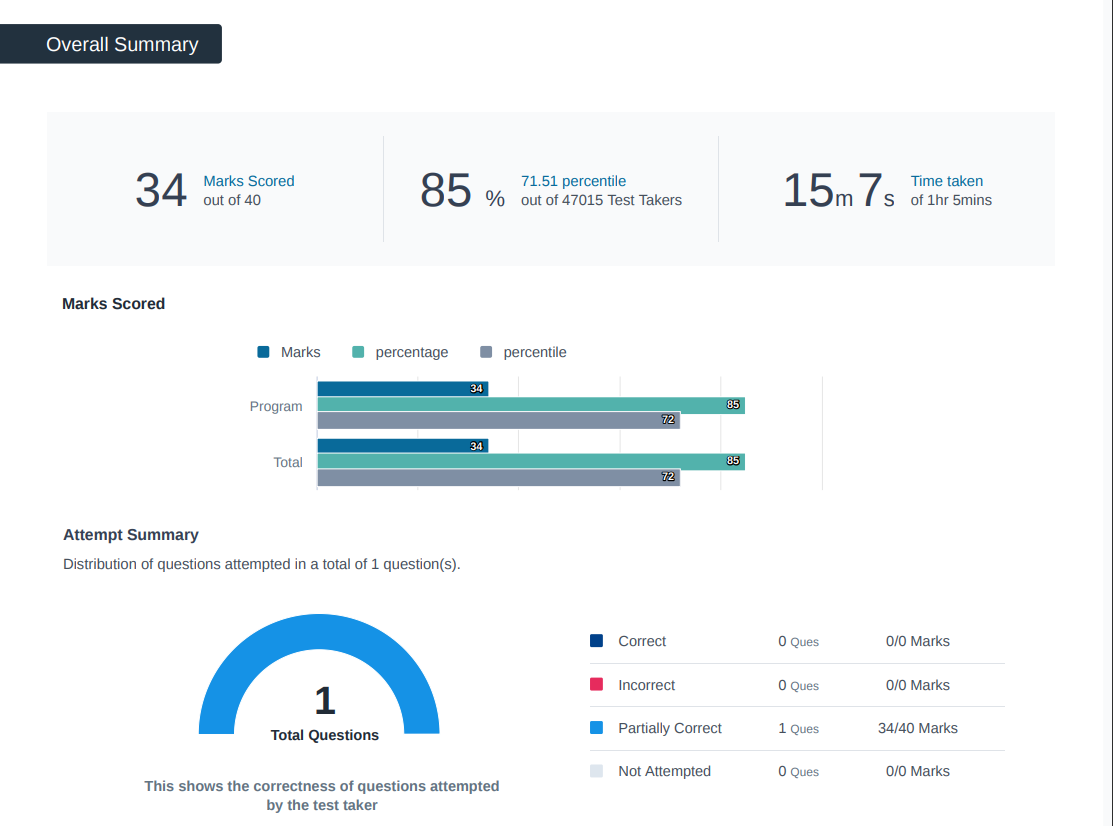 Overall Summary
34 Marks Scored
out of 40
85 % 71.51 percentile
out of 47015 Test Takers
15m 7s Time taken
of 1hr 5mins
Marks Scored
Marks percentage percentile
34
Program 85
72
34
Total 85
72
Attempt Summary
Distribution of questions attempted in a total of 1 question(s).
1
Total Questions
This shows the correctness of questions attempted
by the test taker
Correct 0 Ques 0/0 Marks
Incorrect 0 Ques 0/0 Marks
Partially Correct 1 Ques 34/40 Marks
Not Attempted 0 Ques 0/0 Marks